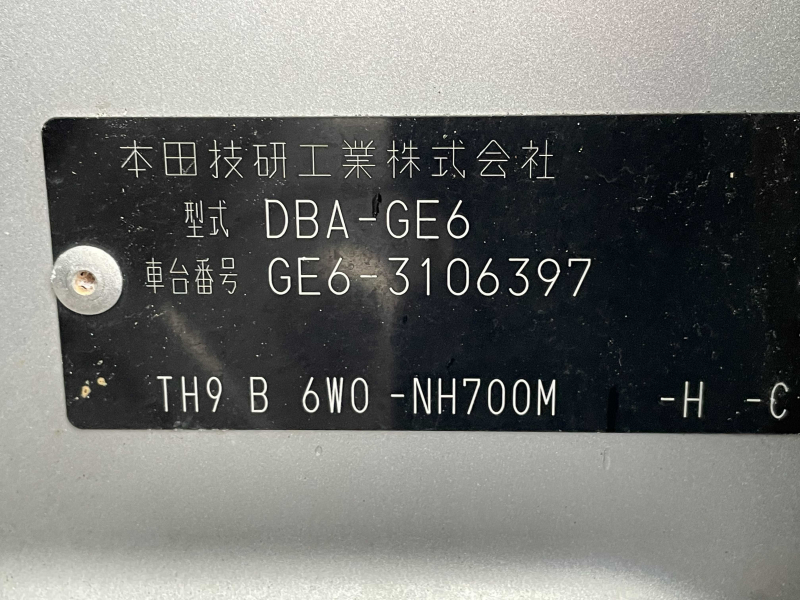 本田技研工業株式会社
型式 DBA-GE6
車台番号 GE6-3106397
TH9 B 6W0 -NH700M -H -C